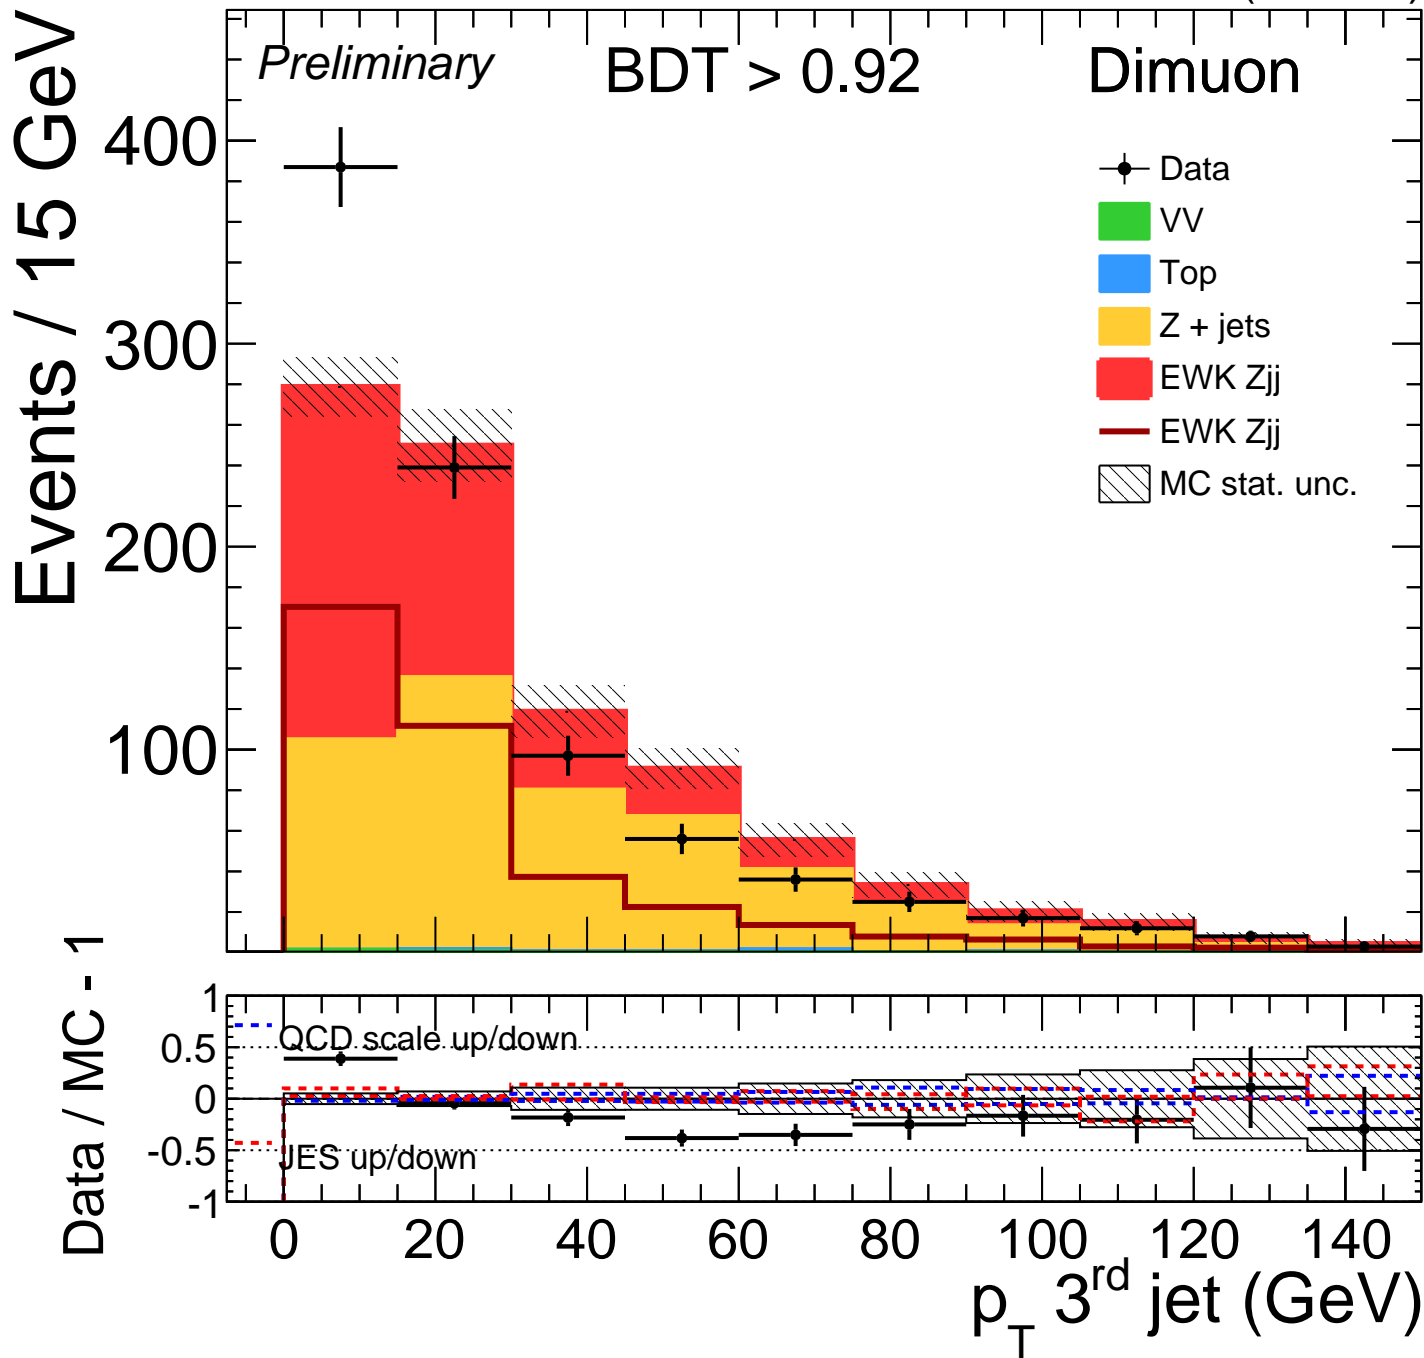 Preliminary BDT > 0.92 Dimuon
Events / 15 GeV
400
300
200
100
Data
VV
Top
Z + jets
EWK Zjj
EWK Zjj
MC stat. unc.
Data / MC - 1
1
0.5
0
-0.5
-1
QCD scale up/down
JES up/down
0 20 40 60 80 100 120 140
p_T 3^rd jet (GeV)